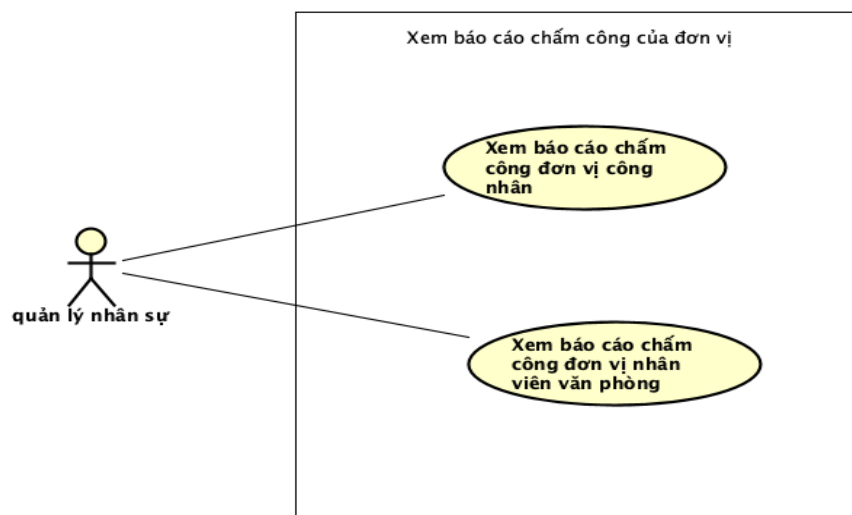 Xem báo cáo chấm công của đơn vị
Xem báo cáo chấm
công đơn vị công
nhân
quản lý nhân sự
Xem báo cáo chấm
công đơn vị nhân
viên văn phòng